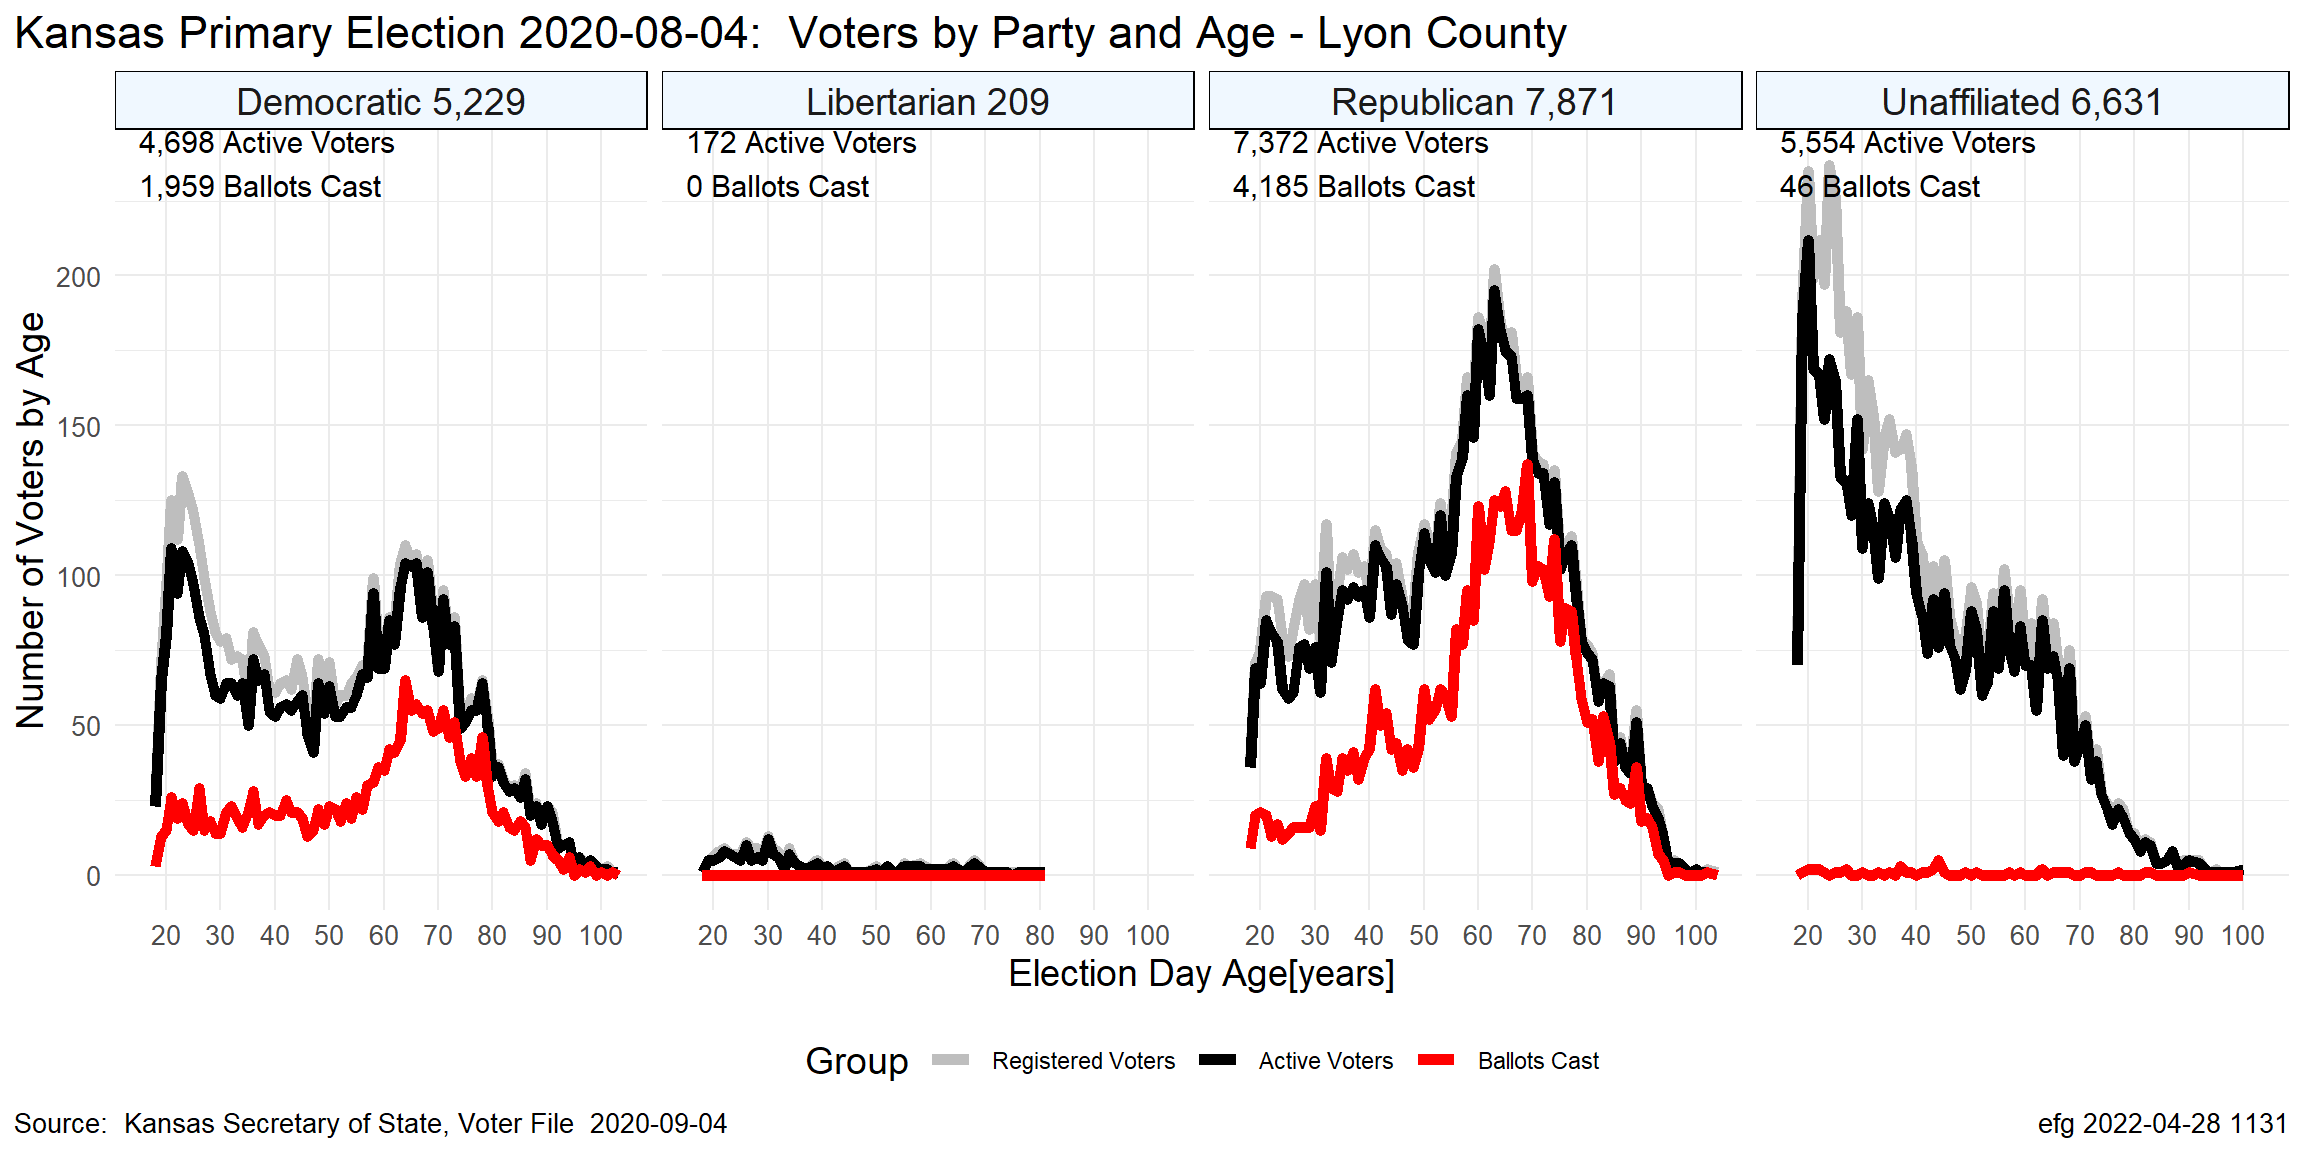 Kansas Primary Election 2020-08-04:  Voters by Party and Age - Lyon County
Democratic 5,229
Libertarian 209
Republican 7,871
Unaffiliated 6,631
4,698 Active Voters
1,959 Ballots Cast
172 Active Voters
0 Ballots Cast
7,372 Active Voters
4,185 Ballots Cast
5,554 Active Voters
46 Ballots Cast
Number of Voters by Age
200
150
100
50
0
20 30 40 50 60 70 80 90 100
20 30 40 50 60 70 80 90 100
20 30 40 50 60 70 80 90 100
20 30 40 50 60 70 80 90 100
Election Day Age[years]
Group Registered Voters Active Voters Ballots Cast
Source:  Kansas Secretary of State, Voter File  2020-09-04
efg 2022-04-28 1131